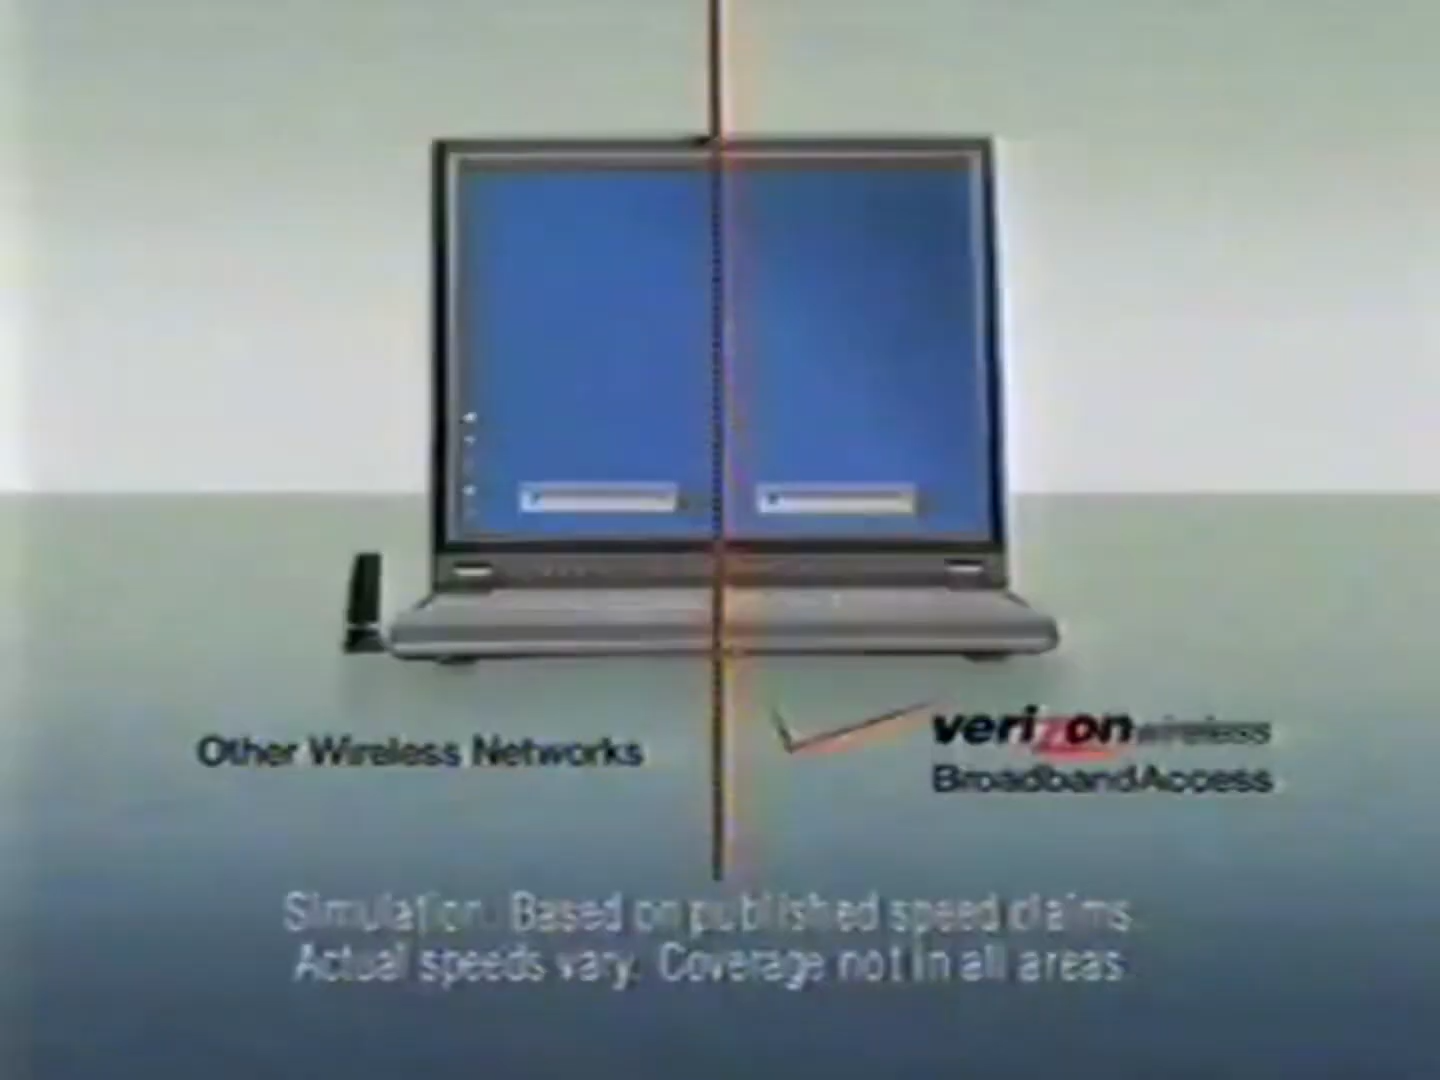 Other Wireless Networks
verizon wireless
BroadbandAccess
Simulation. Based on published speed claims.
Actual speeds vary. Coverage not in all areas